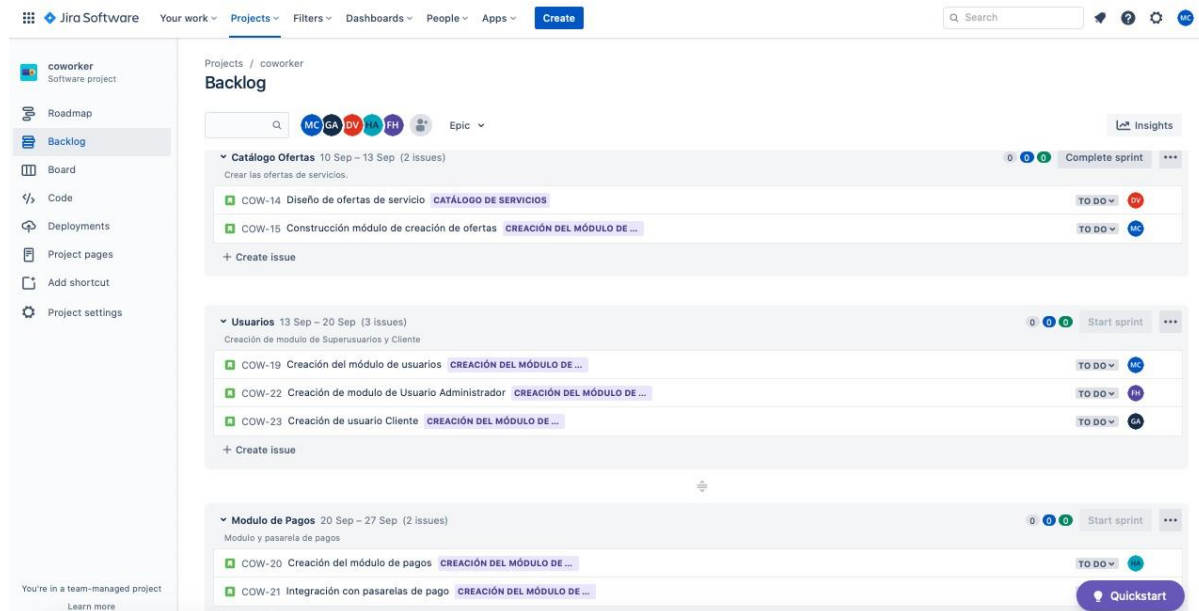 Jira Software Your work Projects Filters Dashboards People Apps Create Search MC
coworker
Software project
Roadmap
Backlog
Board
Code
Deployments
Project pages
Add shortcut
Project settings
You're in a team-managed project
Learn more
Projects / coworker
Backlog
MC GA DV HA FH Epic Insights
Catálogo Ofertas 10 Sep – 13 Sep (2 issues) 0 0 0 Complete sprint
Crear las ofertas de servicios.
COW-14 Diseño de ofertas de servicio CATÁLOGO DE SERVICIOS TO DO DV
COW-15 Construcción módulo de creación de ofertas CREACIÓN DEL MÓDULO DE ... TO DO MC
+ Create issue
Usuarios 13 Sep – 20 Sep (3 issues) 0 0 0 Start sprint
Creación de modulo de Superusuarios y Cliente
COW-19 Creación del módulo de usuarios CREACIÓN DEL MÓDULO DE ... TO DO MC
COW-22 Creación de modulo de Usuario Administrador CREACIÓN DEL MÓDULO DE ... TO DO FH
COW-23 Creación de usuario Cliente CREACIÓN DEL MÓDULO DE ... TO DO GA
+ Create issue
Modulo de Pagos 20 Sep – 27 Sep (2 issues) 0 0 0 Start sprint
Modulo y pasarela de pagos
COW-20 Creación del módulo de pagos CREACIÓN DEL MÓDULO DE ... TO DO HA
COW-21 Integración con pasarelas de pago CREACIÓN DEL MÓDULO DE ...
Quickstart